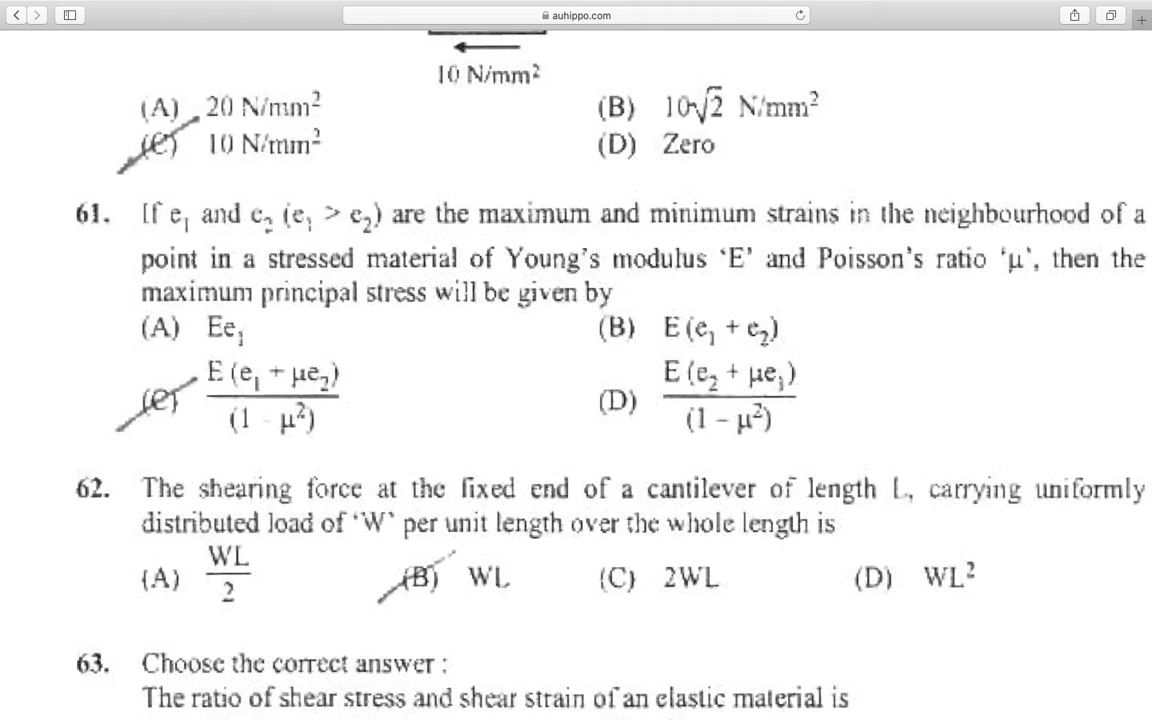 auhippo.com
10 N/mm²
(A) 20 N/mm² (B) 10√2 N/mm²
(C) 10 N/mm² (D) Zero
61. If e₁ and e₂ (e₁ > e₂) are the maximum and minimum strains in the neighbourhood of a
point in a stressed material of Young's modulus 'E' and Poisson's ratio 'μ', then the
maximum principal stress will be given by
(A) Ee₁ (B) E (e₁ + e₂)
(C) E (e₁ + μe₂) / (1 - μ²) (D) E (e₂ + μe₁) / (1 - μ²)
62. The shearing force at the fixed end of a cantilever of length L, carrying uniformly
distributed load of 'W' per unit length over the whole length is
(A) WL / 2 (B) WL (C) 2WL (D) WL²
63. Choose the correct answer :
The ratio of shear stress and shear strain of an elastic material is